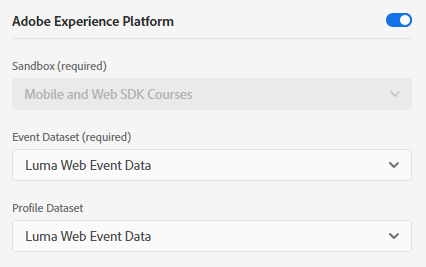 Adobe Experience Platform
Sandbox (required)
Mobile and Web SDK Courses
Event Dataset (required)
Luma Web Event Data
Profile Dataset
Luma Web Event Data